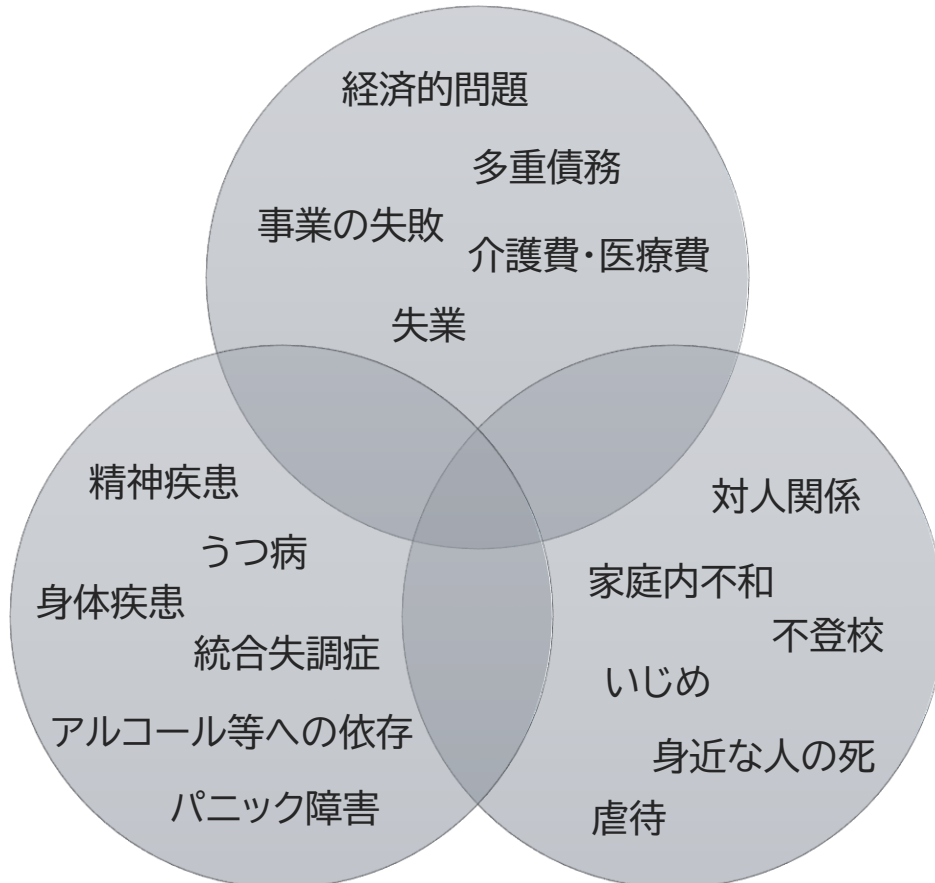 経済的問題
多重債務
事業の失敗
介護費・医療費
失業
精神疾患
うつ病
身体疾患
統合失調症
アルコール等への依存
パニック障害
対人関係
家庭内不和
不登校
いじめ
身近な人の死
虐待